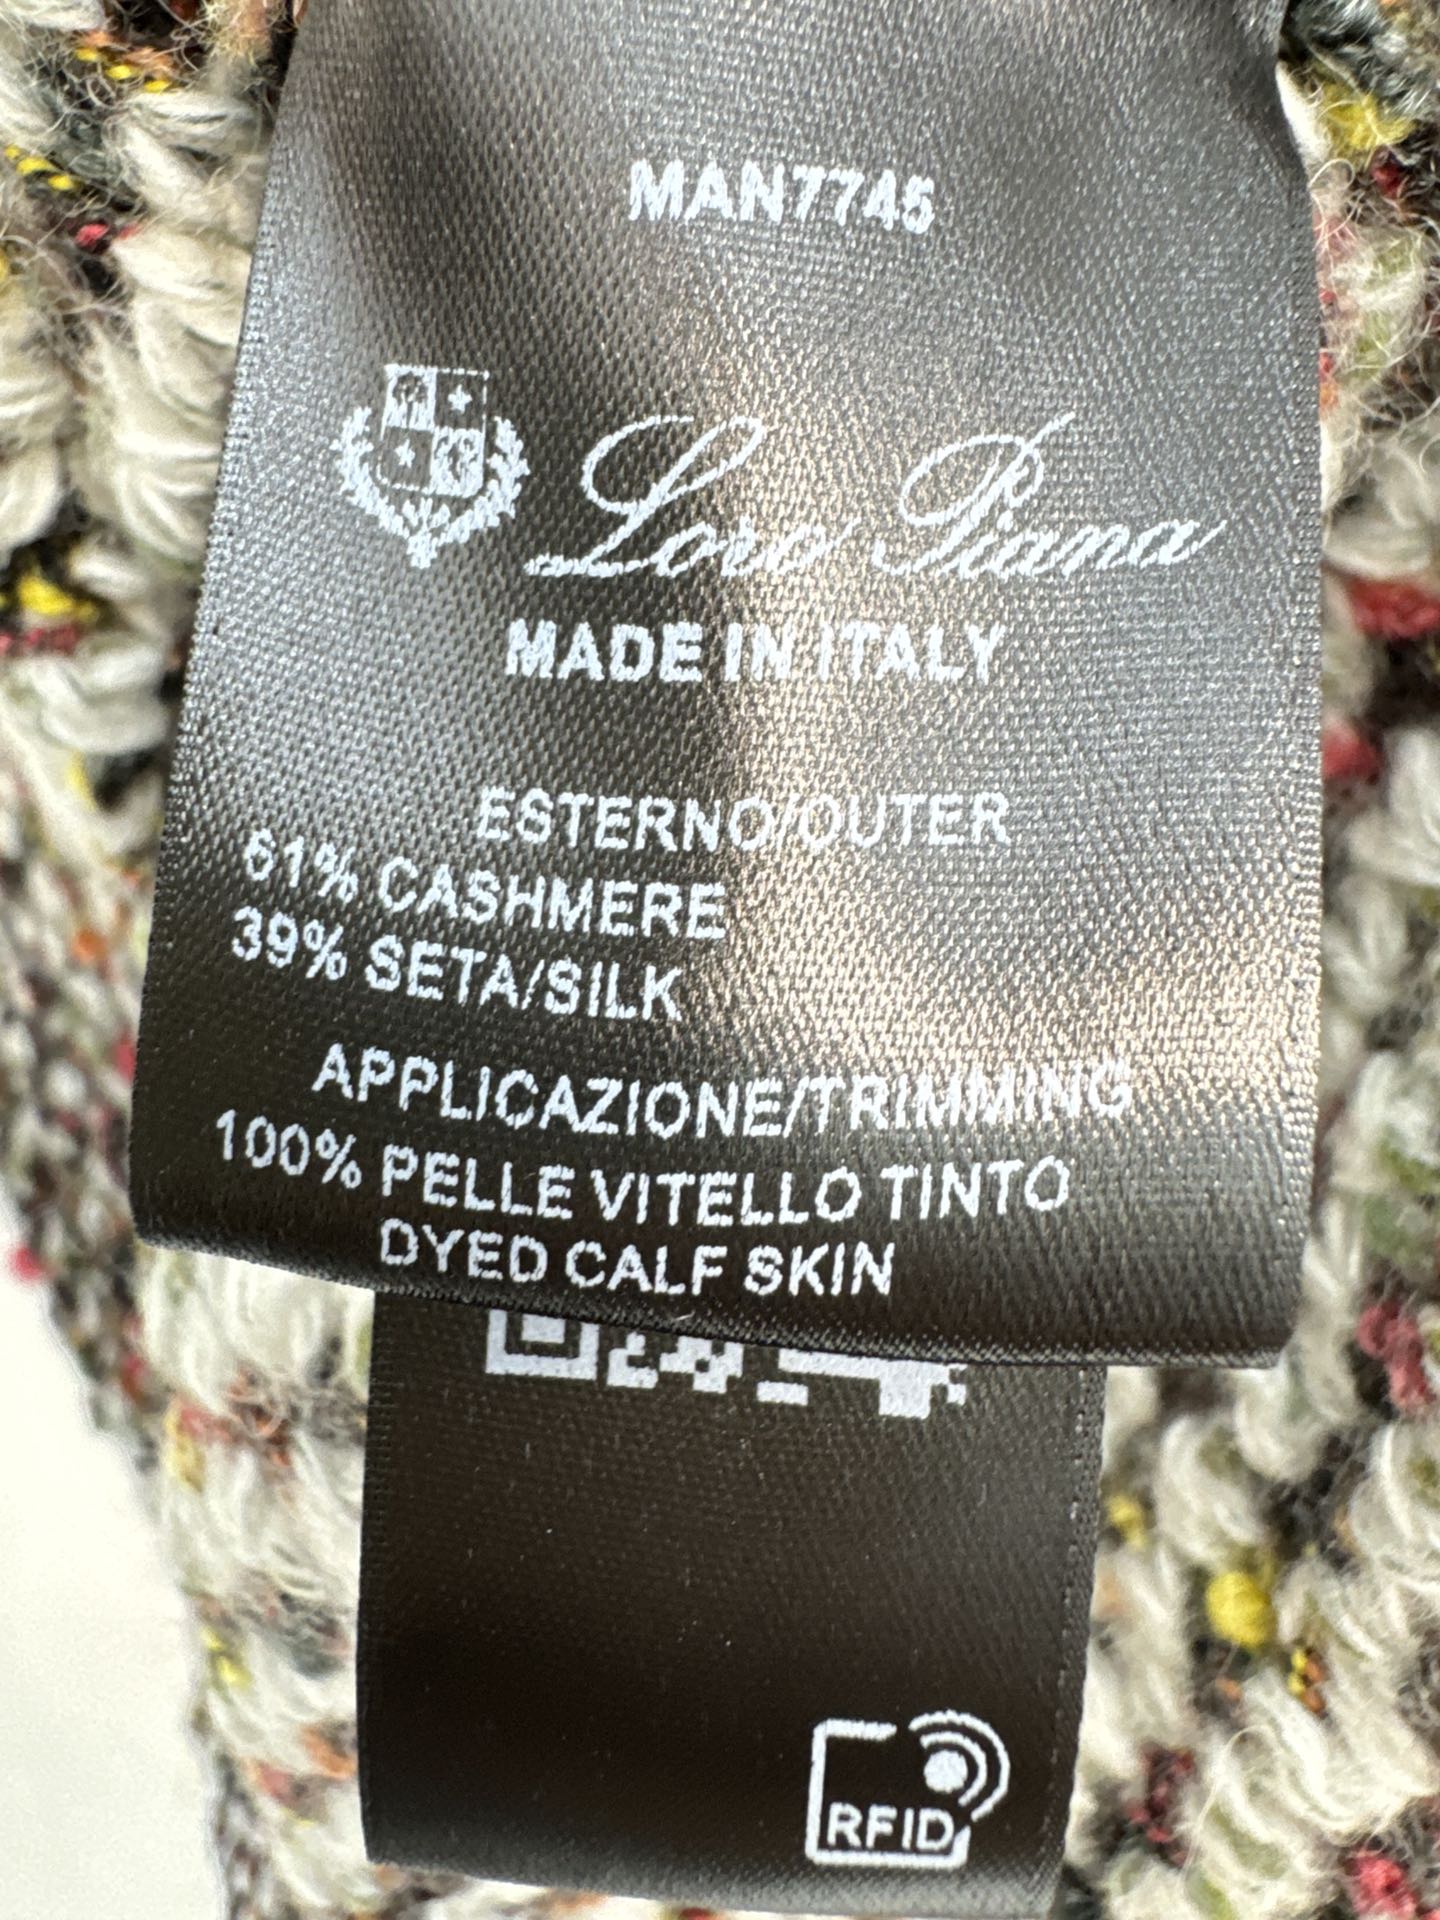 MAN7745
Loro Piana
MADE IN ITALY
ESTERNO/OUTER
61% CASHMERE
39% SETA/SILK
APPLICAZIONE/TRIMMING
100% PELLE VITELLO TINTO
DYED CALF SKIN
RFID